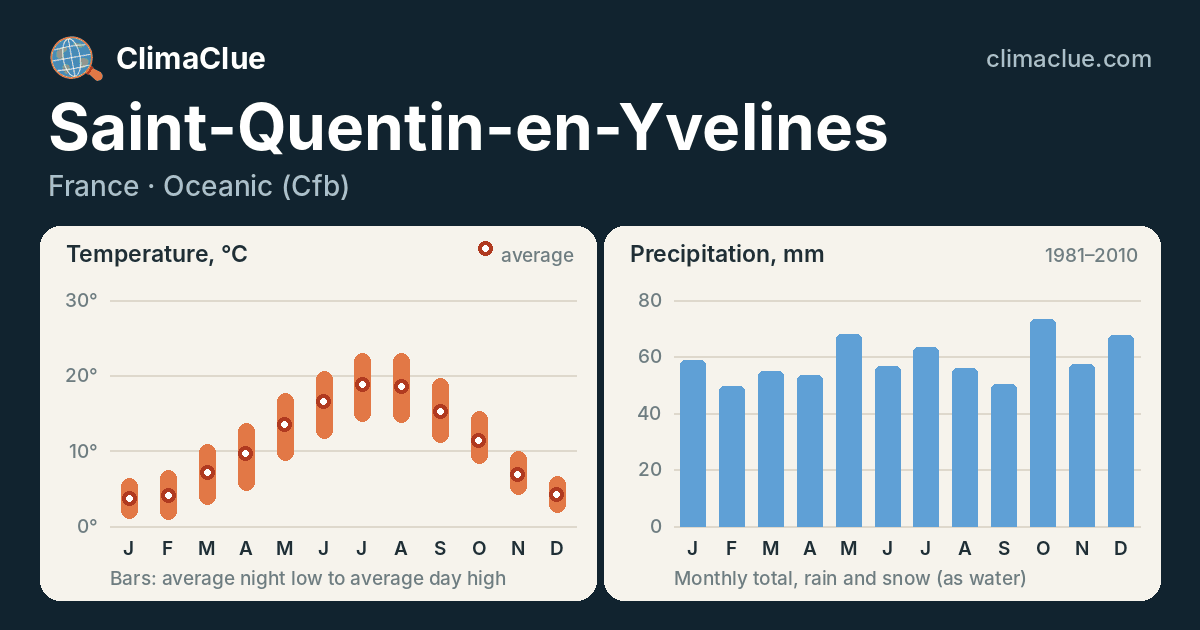 ClimaClue
climaclue.com
Saint-Quentin-en-Yvelines
France · Oceanic (Cfb)
Temperature, °C
average
30°
20°
10°
0°
J F M A M J J A S O N D
Bars: average night low to average day high
Precipitation, mm
1981–2010
80
60
40
20
0
J F M A M J J A S O N D
Monthly total, rain and snow (as water)